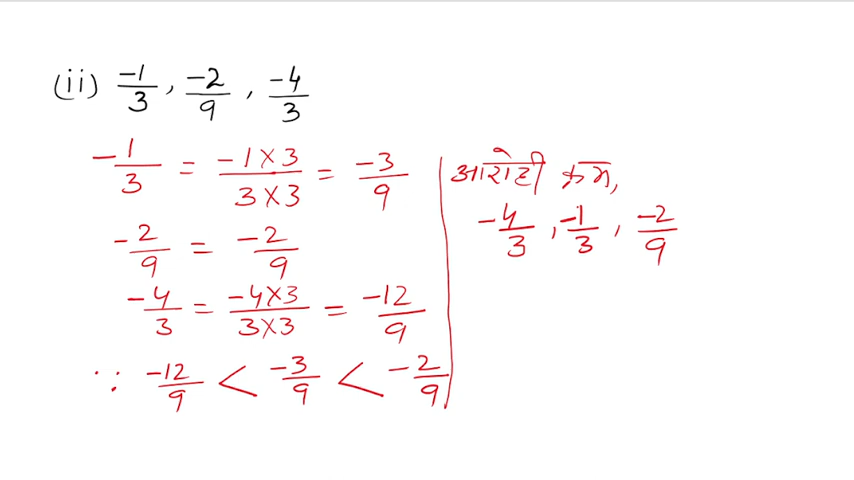 (ii) -1/3, -2/9, -4/3
-1/3 = -1×3/3×3 = -3/9
-2/9 = -2/9
-4/3 = -4×3/3×3 = -12/9
∵ -12/9 < -3/9 < -2/9
आरोही क्रम,
-4/3, -1/3, -2/9